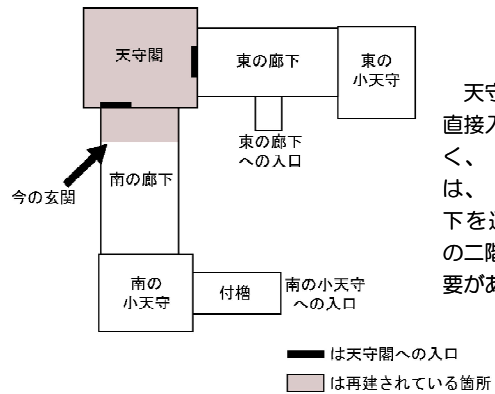 天守閣
東の廊下
東の
小天守
東の廊下
への入口
今の玄関
南の廊下
南の
小天守
付櫓
南の小天守
への入口
は天守閣への入口
は再建されている箇所
天守
直接入
く、
は、
下を通
の二階
要があ